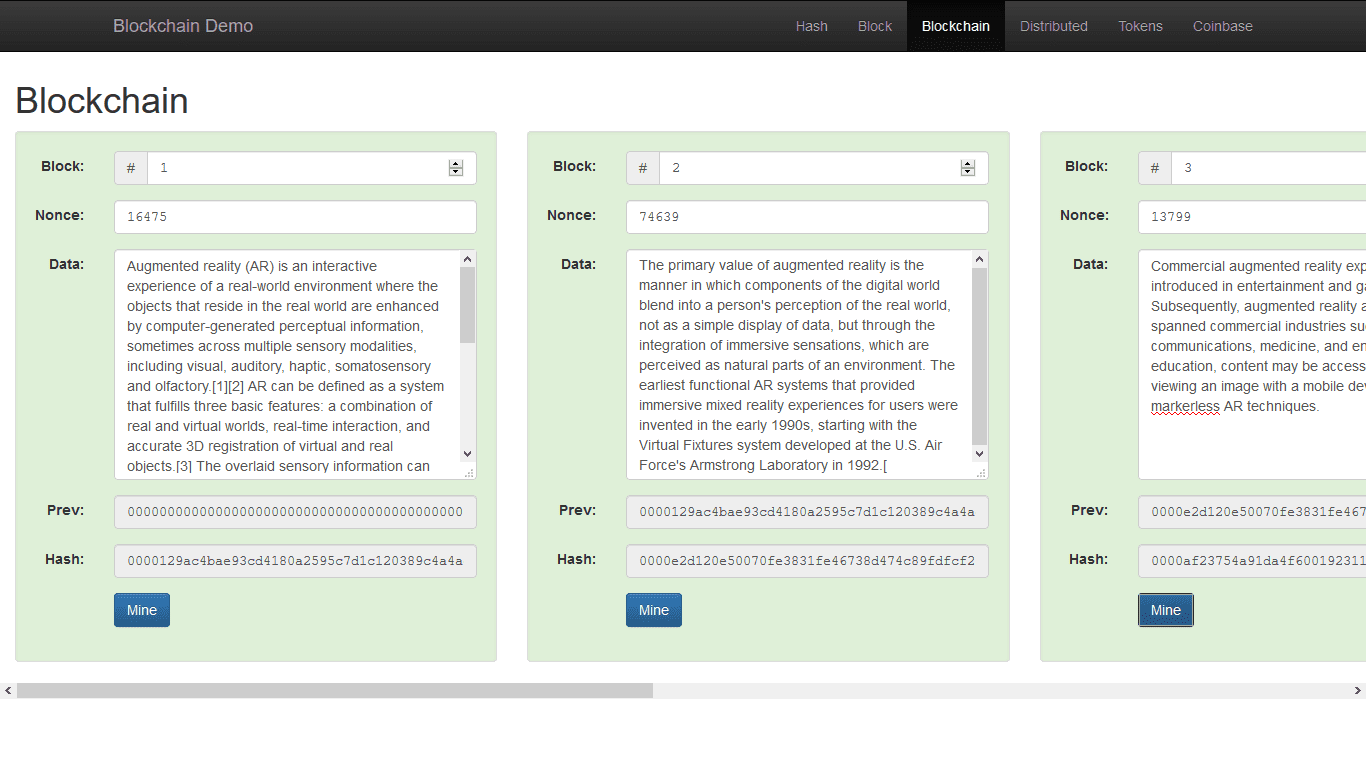 Blockchain Demo
Hash Block Blockchain Distributed Tokens Coinbase
Blockchain
Block: # 1
Nonce: 16475
Data: Augmented reality (AR) is an interactive
experience of a real-world environment where the
objects that reside in the real world are enhanced
by computer-generated perceptual information,
sometimes across multiple sensory modalities,
including visual, auditory, haptic, somatosensory
and olfactory.[1][2] AR can be defined as a system
that fulfills three basic features: a combination of
real and virtual worlds, real-time interaction, and
accurate 3D registration of virtual and real
objects.[3] The overlaid sensory information can
Prev: 0000000000000000000000000000000000000000000
Hash: 0000129ac4bae93cd4180a2595c7d1c120389c4a4a
Mine
Block: # 2
Nonce: 74639
Data: The primary value of augmented reality is the
manner in which components of the digital world
blend into a person's perception of the real world,
not as a simple display of data, but through the
integration of immersive sensations, which are
perceived as natural parts of an environment. The
earliest functional AR systems that provided
immersive mixed reality experiences for users were
invented in the early 1990s, starting with the
Virtual Fixtures system developed at the U.S. Air
Force's Armstrong Laboratory in 1992.[
Prev: 0000129ac4bae93cd4180a2595c7d1c120389c4a4a
Hash: 0000e2d120e50070fe3831fe46738d474c89fdfcf2
Mine
Block: # 3
Nonce: 13799
Data: Commercial augmented reality exp
introduced in entertainment and ga
Subsequently, augmented reality a
spanned commercial industries su
communications, medicine, and en
education, content may be access
viewing an image with a mobile dev
markerless AR techniques.
Prev: 0000e2d120e50070fe3831fe467
Hash: 0000af23754a91da4f600192311
Mine